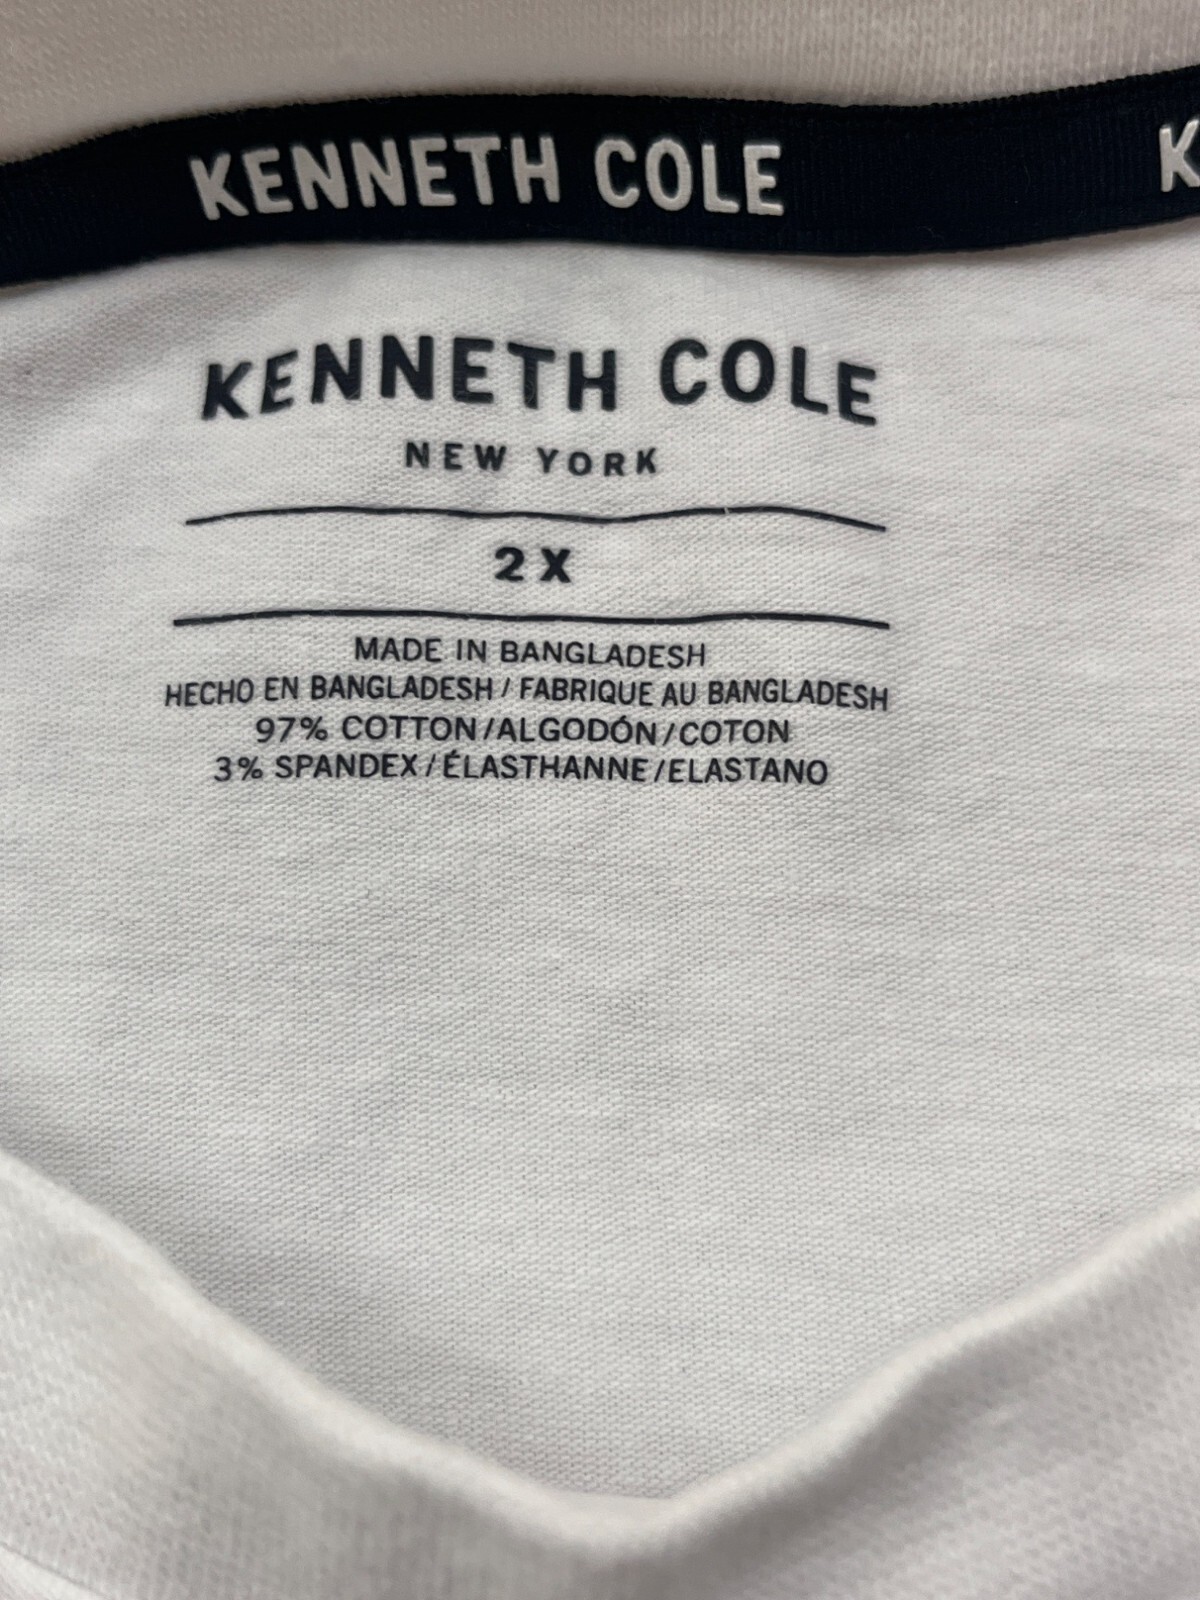 KENNETH COLE K
KENNETH COLE
NEW YORK
2X
MADE IN BANGLADESH
HECHO EN BANGLADESH / FABRIQUE AU BANGLADESH
97% COTTON/ALGODÓN/COTON
3% SPANDEX/ÉLASTHANNE/ELASTANO